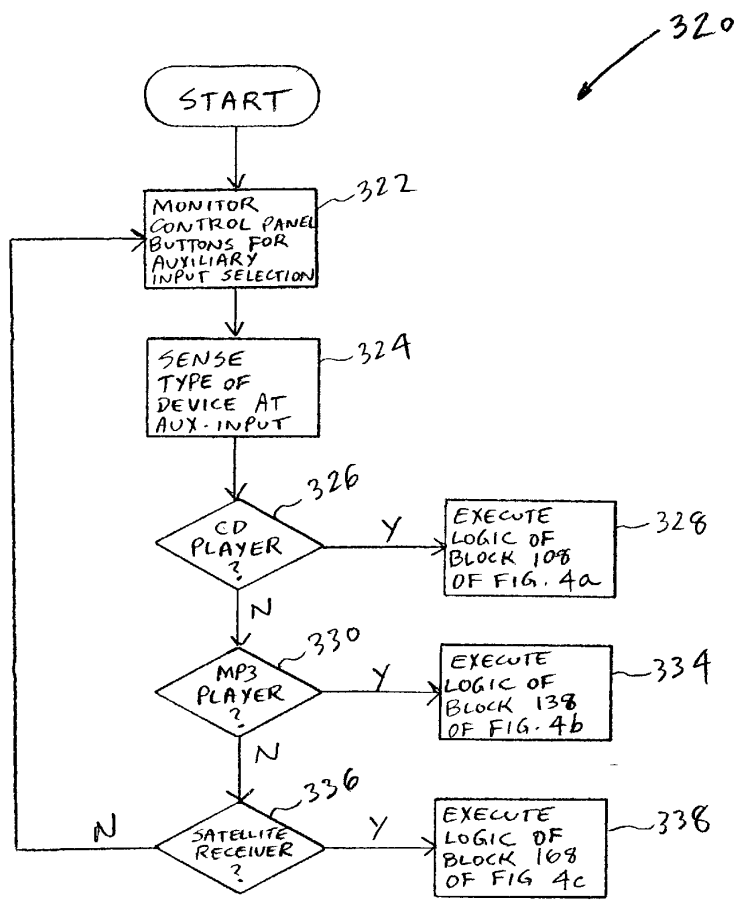 320
START
322
MONITOR
CONTROL PANEL
BUTTONS FOR
AUXILIARY
INPUT SELECTION
324
SENSE
TYPE OF
DEVICE AT
AUX. INPUT
326
CD
PLAYER
?
Y
328
EXECUTE
LOGIC OF
BLOCK 108
OF FIG. 4a
N
330
MP3
PLAYER
?
Y
334
EXECUTE
LOGIC OF
BLOCK 138
OF FIG. 4b
N
336
N
SATELLITE
RECEIVER
?
Y
338
EXECUTE
LOGIC OF
BLOCK 168
OF FIG 4c